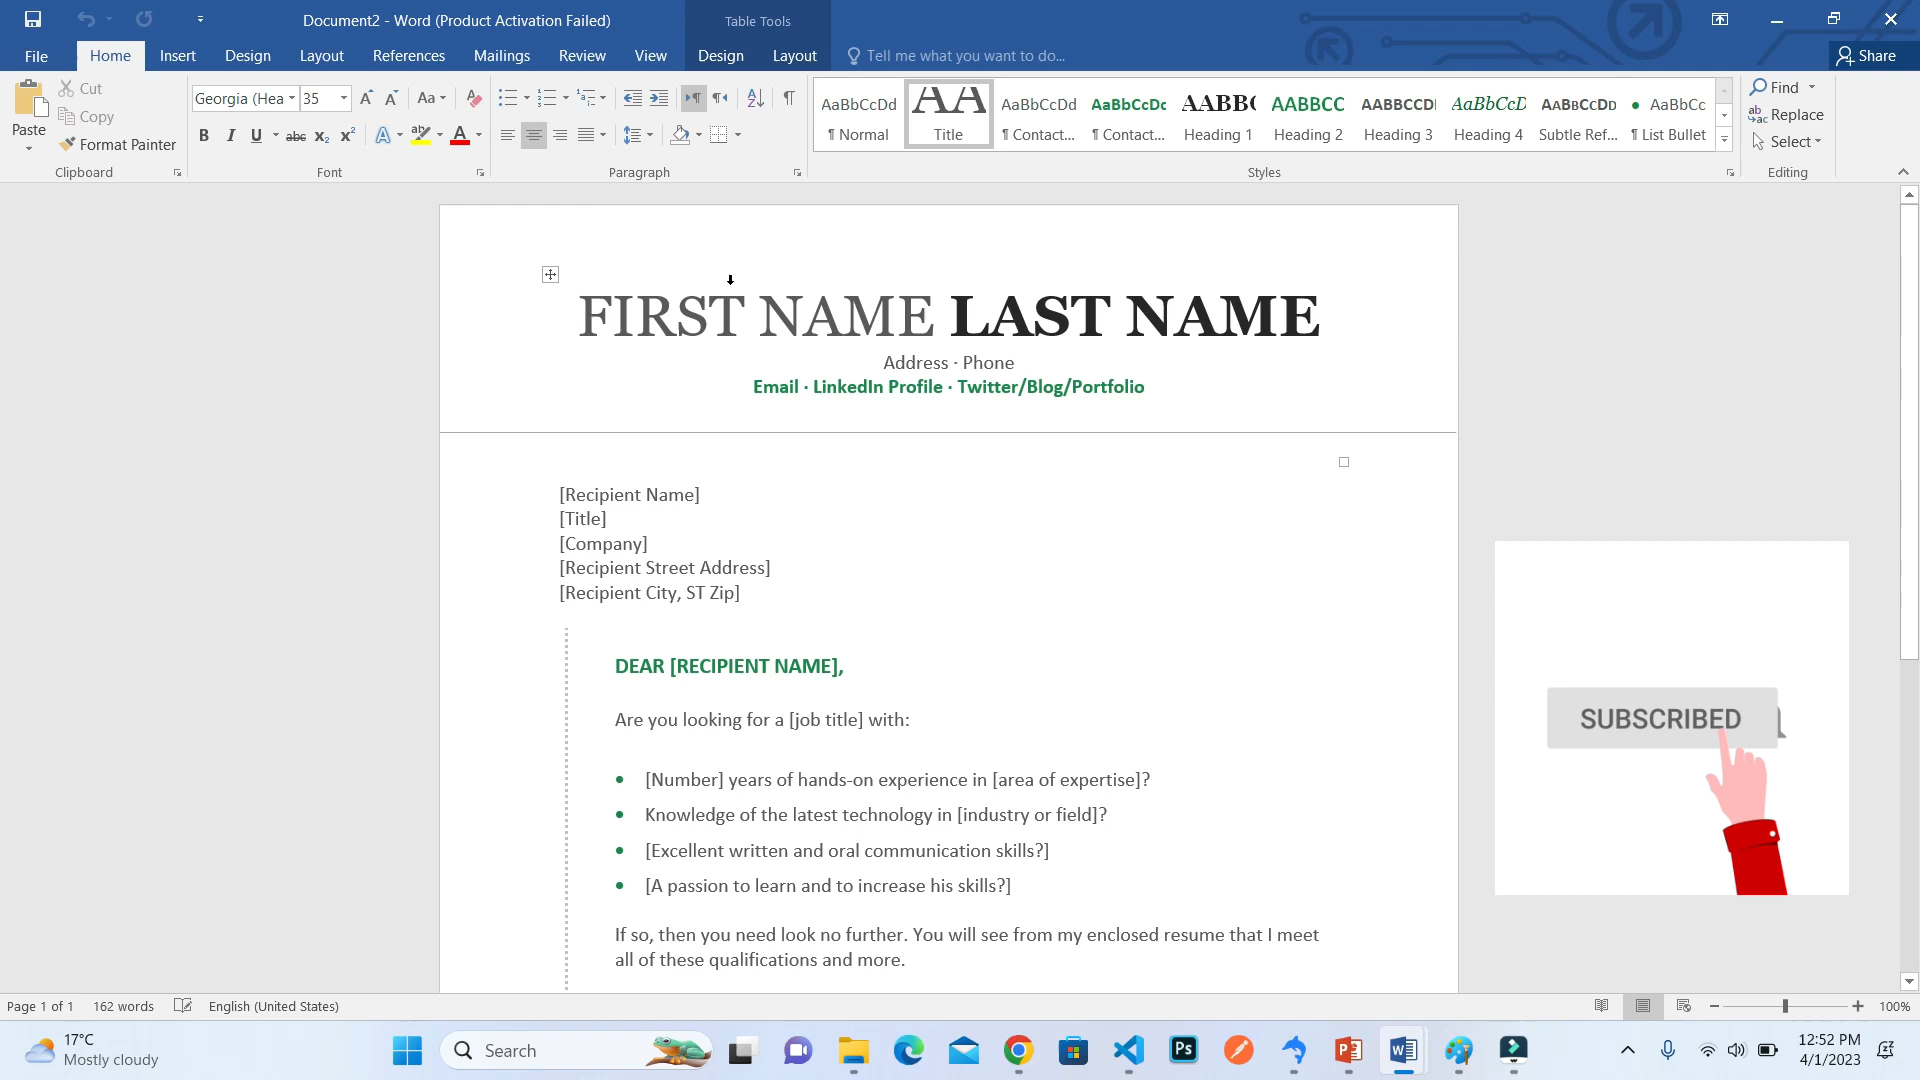 Document2 - Word (Product Activation Failed)
Table Tools
File
Home
Insert
Design
Layout
References
Mailings
Review
View
Design
Layout
Tell me what you want to do...
Share
Paste
Cut
Copy
Format Painter
Clipboard
Georgia (Hea
35
Aa
B I U abc X₂ X²
Font
Paragraph
AaBbCcDd
¶ Normal
AA
Title
AaBbCcDd
¶ Contact...
AaBbCcDc
¶ Contact...
AABB(
Heading 1
AABBCC
Heading 2
AABBCCDI
Heading 3
AaBbCcD
Heading 4
AABBCCDD
Subtle Ref...
AaBbCc
¶ List Bullet
Styles
Find
Replace
Select
Editing
FIRST NAME LAST NAME
Address · Phone
Email · LinkedIn Profile · Twitter/Blog/Portfolio
[Recipient Name]
[Title]
[Company]
[Recipient Street Address]
[Recipient City, ST Zip]
DEAR [RECIPIENT NAME],
Are you looking for a [job title] with:
• [Number] years of hands-on experience in [area of expertise]?
• Knowledge of the latest technology in [industry or field]?
• [Excellent written and oral communication skills?]
• [A passion to learn and to increase his skills?]
If so, then you need look no further. You will see from my enclosed resume that I meet
all of these qualifications and more.
SUBSCRIBED
Page 1 of 1
162 words
English (United States)
100%
17°C
Mostly cloudy
Search
Ps
12:52 PM
4/1/2023